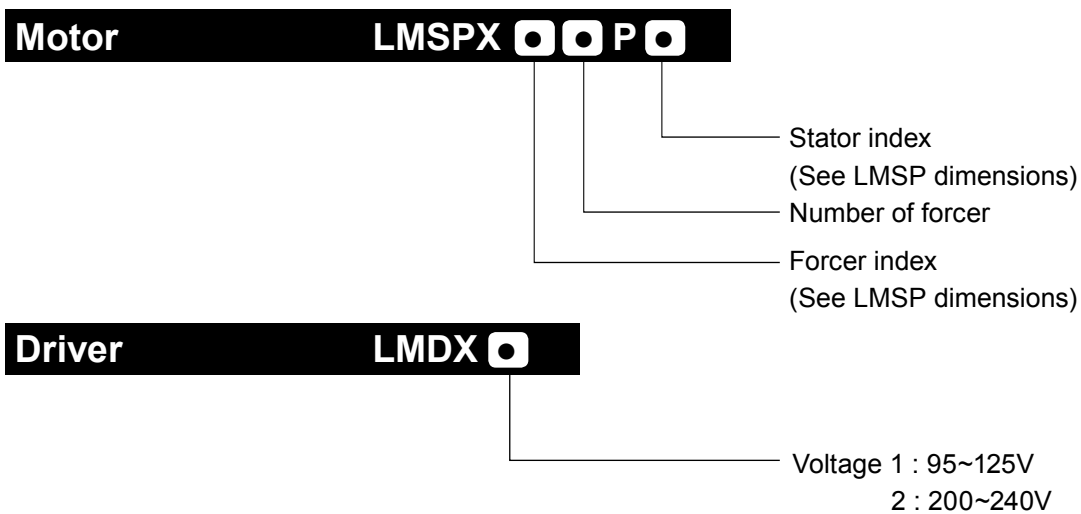 Motor LMSPX P
Stator index
(See LMSP dimensions)
Number of forcer
Forcer index
(See LMSP dimensions)
Driver LMDX
Voltage 1 : 95~125V
2 : 200~240V